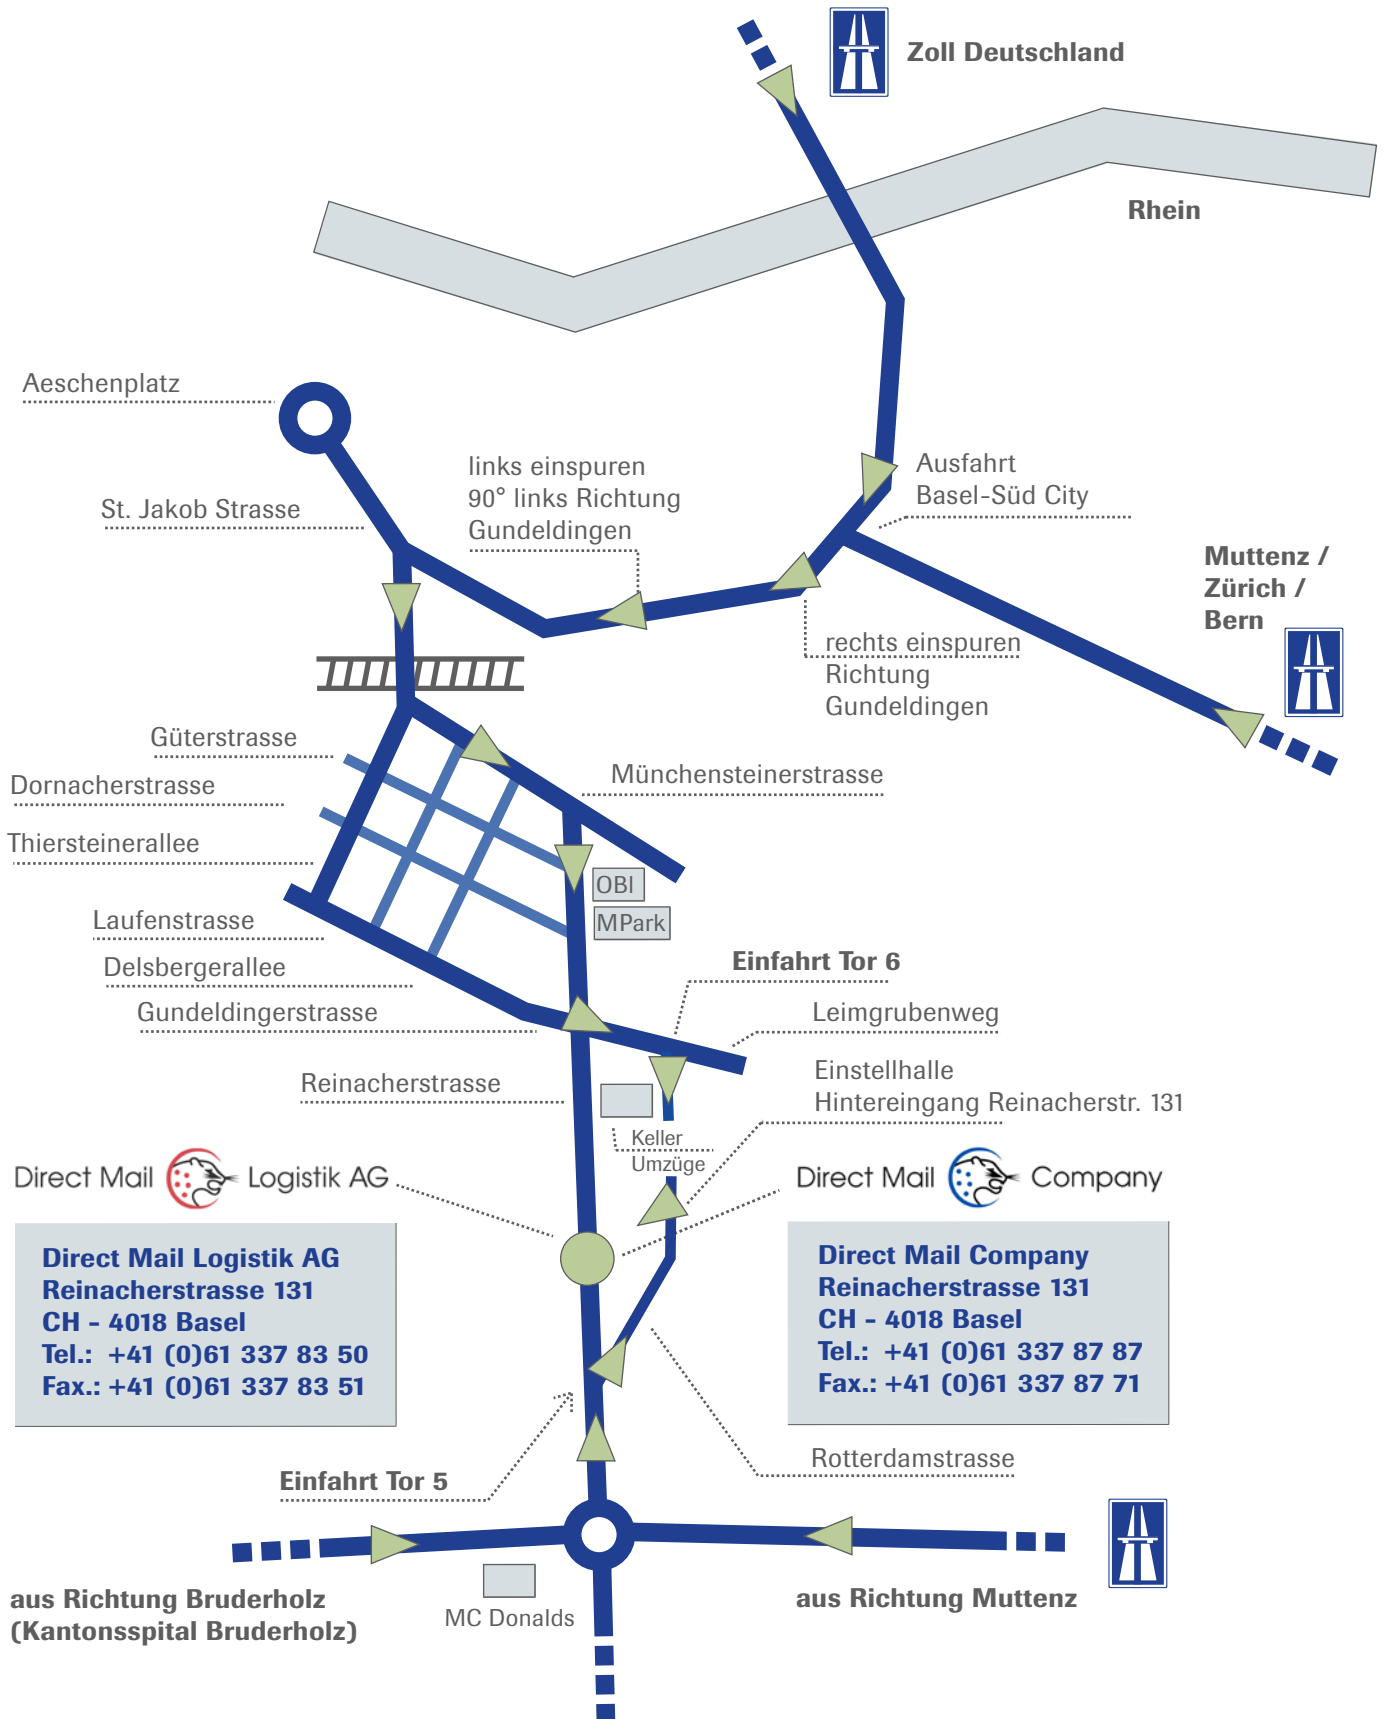 Zoll Deutschland
Rhein
Aeschenplatz
links einspuren
90° links Richtung
Gundeldingen
Ausfahrt
Basel-Süd City
St. Jakob Strasse
Muttenz /
Zürich /
Bern
rechts einspuren
Richtung
Gundeldingen
Güterstrasse
Münchensteinerstrasse
Dornacherstrasse
Thiersteinerallee
OBI
MPark
Laufenstrasse
Delsbergerallee
Einfahrt Tor 6
Gundeldingerstrasse
Leimgrubenweg
Reinacherstrasse
Einstellhalle
Hintereingang Reinacherstr. 131
Keller
Umzüge
Direct Mail Logistik AG
Direct Mail Company
Direct Mail Logistik AG
Reinacherstrasse 131
CH - 4018 Basel
Tel.: +41 (0)61 337 83 50
Fax.: +41 (0)61 337 83 51
Direct Mail Company
Reinacherstrasse 131
CH - 4018 Basel
Tel.: +41 (0)61 337 87 87
Fax.: +41 (0)61 337 87 71
Rotterdamstrasse
Einfahrt Tor 5
aus Richtung Bruderholz
(Kantonsspital Bruderholz)
MC Donalds
aus Richtung Muttenz